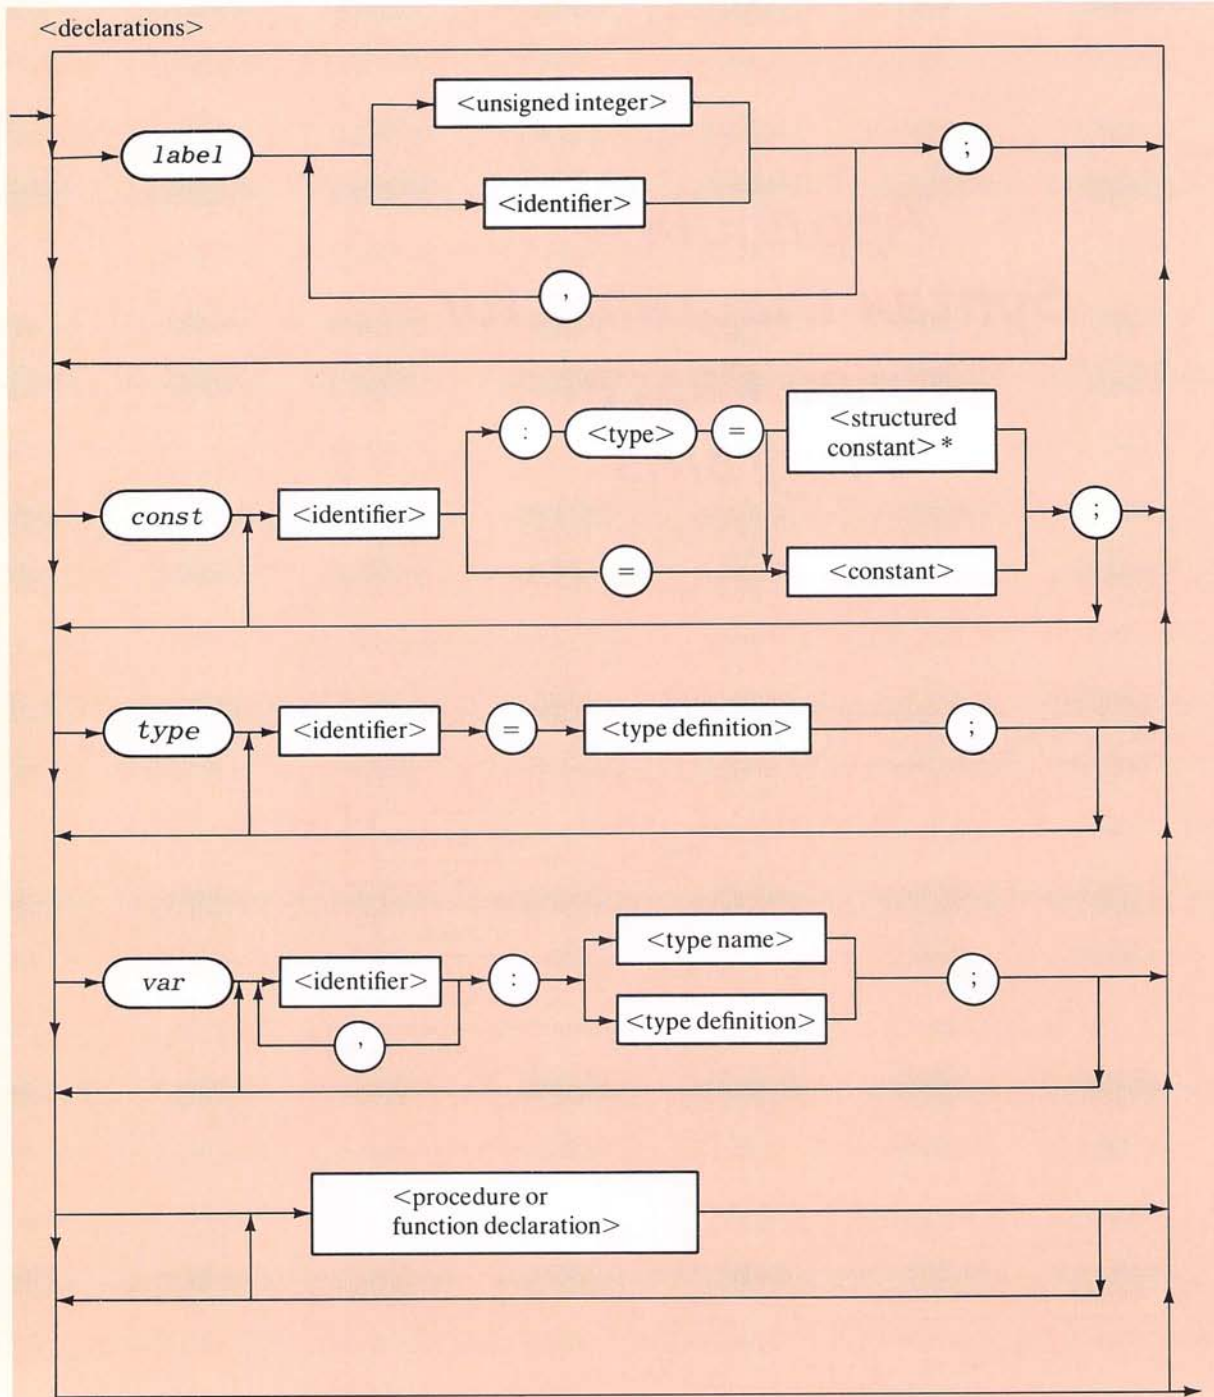 <declarations>
<unsigned integer>
label
;
<identifier>
,
: <type> = <structured
constant>*
const <identifier>
;
= <constant>
type <identifier> = <type definition> ;
<type name>
var <identifier> : ;
<type definition>
,
<procedure or
function declaration>